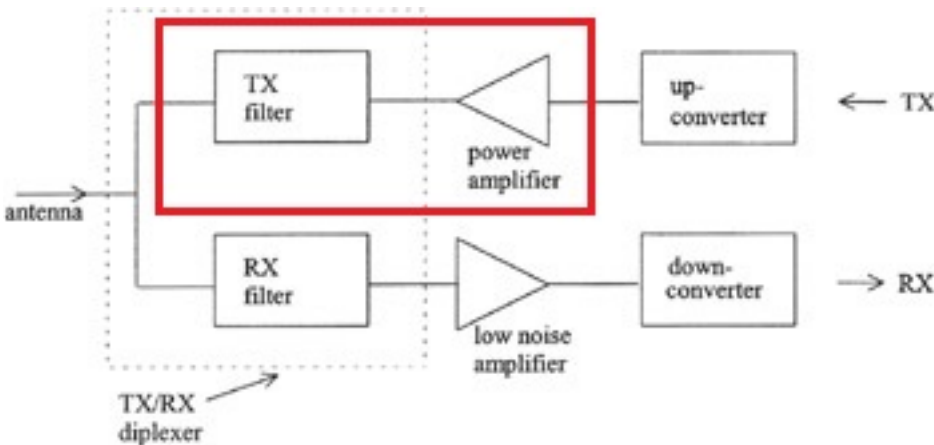 TX
filter
power
amplifier
up-
converter
TX
antenna
RX
filter
low noise
amplifier
down-
converter
RX
TX/RX
diplexer